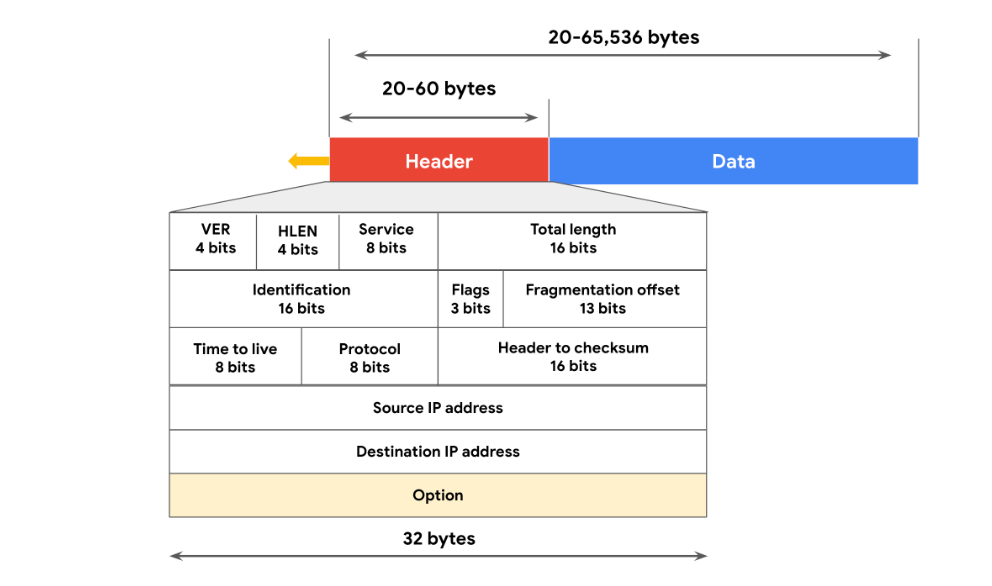 20-65,536 bytes
20-60 bytes
Header
Data
VER
4 bits
HLEN
4 bits
Service
8 bits
Total length
16 bits
Identification
16 bits
Flags
3 bits
Fragmentation offset
13 bits
Time to live
8 bits
Protocol
8 bits
Header to checksum
16 bits
Source IP address
Destination IP address
Option
32 bytes